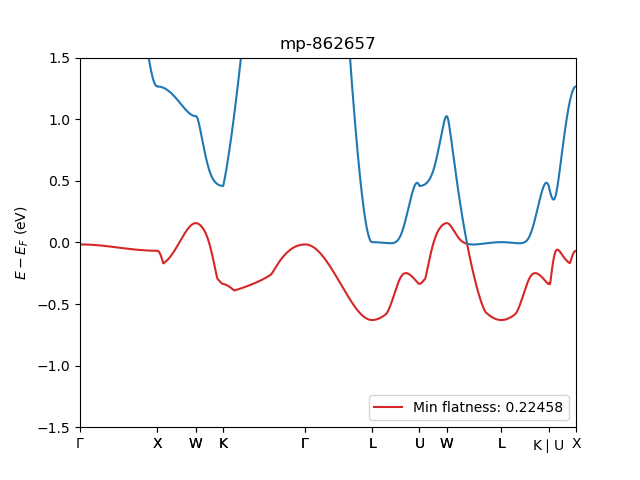 mp-862657
E − E_F (eV)
1.5
1.0
0.5
0.0
−0.5
−1.0
−1.5
Min flatness: 0.22458
Γ X W K Γ L U W L K | U X